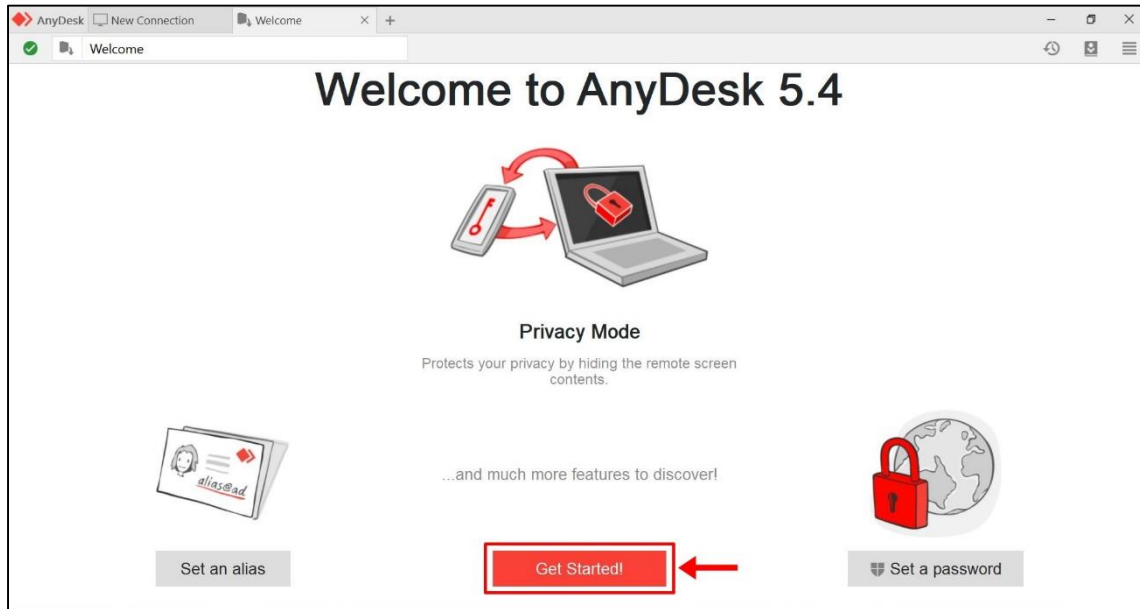 AnyDesk New Connection Welcome
Welcome
Welcome to AnyDesk 5.4
Privacy Mode
Protects your privacy by hiding the remote screen
contents.
alias@ad
...and much more features to discover!
Set an alias
Get Started!
Set a password